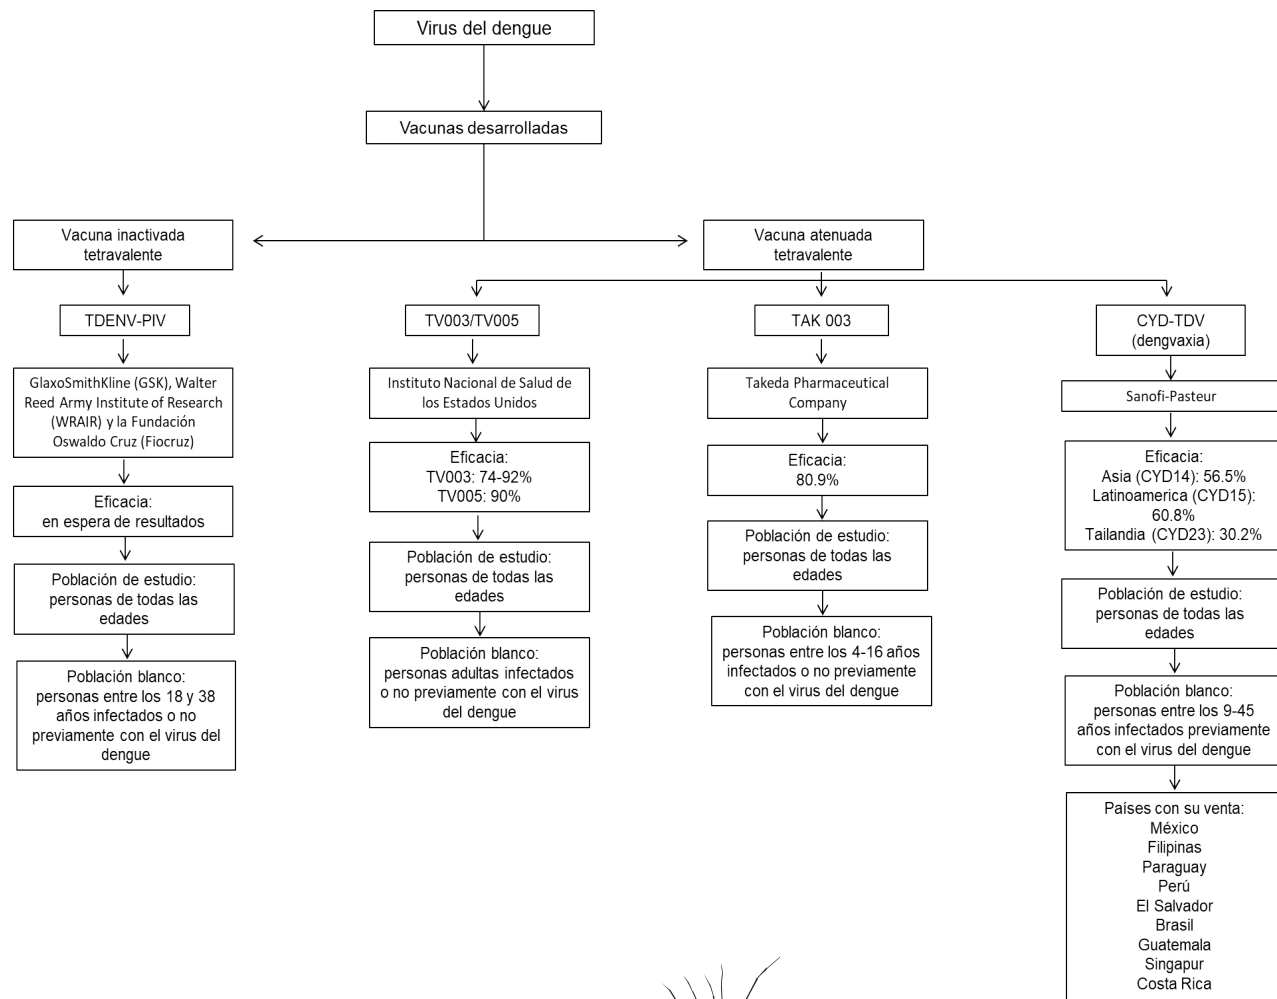 Virus del dengue
Vacunas desarrolladas
Vacuna inactivada
tetravalente
TDENV-PIV
GlaxoSmithKline (GSK), Walter
Reed Army Institute of Research
(WRAIR) y la Fundación
Oswaldo Cruz (Fiocruz)
Eficacia:
en espera de resultados
Población de estudio:
personas de todas las
edades
Población blanco:
personas entre los 18 y 38
años infectados o no
previamente con el virus del
dengue
Vacuna atenuada
tetravalente
TV003/TV005
Instituto Nacional de Salud de
los Estados Unidos
Eficacia:
TV003: 74-92%
TV005: 90%
Población de estudio:
personas de todas las
edades
Población blanco:
personas adultas infectados
o no previamente con el virus
del dengue
TAK 003
Takeda Pharmaceutical
Company
Eficacia:
80.9%
Población de estudio:
personas de todas las
edades
Población blanco:
personas entre los 4-16 años
infectados o no previamente
con el virus del dengue
CYD-TDV
(dengvaxia)
Sanofi-Pasteur
Eficacia:
Asia (CYD14): 56.5%
Latinoamerica (CYD15):
60.8%
Tailandia (CYD23): 30.2%
Población de estudio:
personas de todas las
edades
Población blanco:
personas entre los 9-45
años infectados previamente
con el virus del dengue
Países con su venta:
México
Filipinas
Paraguay
Perú
El Salvador
Brasil
Guatemala
Singapur
Costa Rica